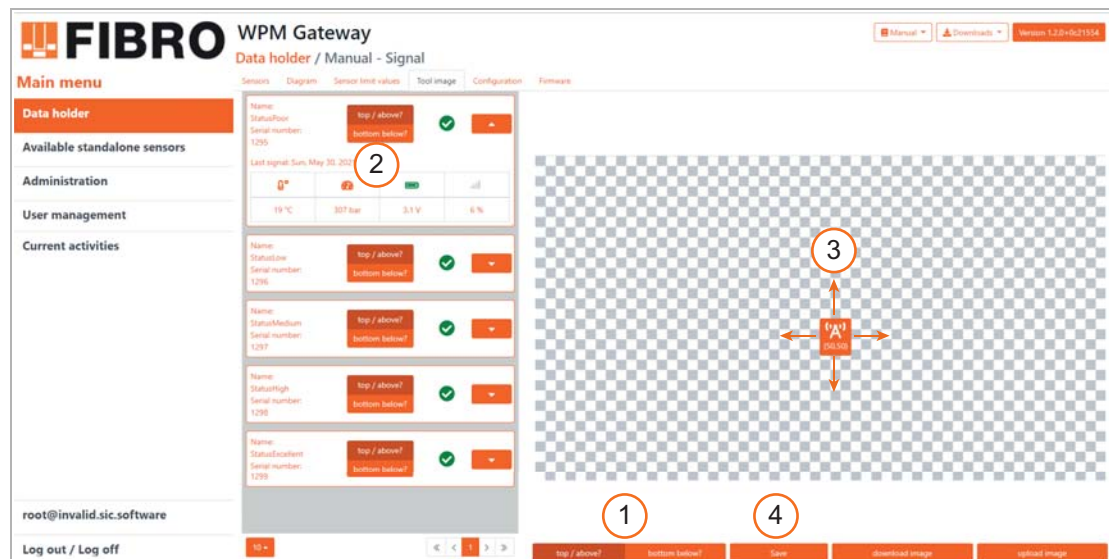 FIBRO
WPM Gateway
Manual
Downloads
Version 1.2.0+0c21554
Data holder / Manual - Signal
Main menu
Sensors Diagram Sensor limit values Tool image Configuration Firmware
Data holder
Available standalone sensors
Administration
User management
Current activities
root@invalid.sic.software
Log out / Log off
Name:
StatusPoor
Serial number:
1295
top / above?
bottom below?
Last signal: Sun, May 30, 202
2
19 °C 307 bar 3.1 V 6 %
Name:
StatusLow
Serial number:
1296
top / above?
bottom below?
Name:
StatusMedium
Serial number:
1297
top / above?
bottom below?
Name:
StatusHigh
Serial number:
1298
top / above?
bottom below?
Name:
StatusExcellent
Serial number:
1299
top / above?
bottom below?
10
« < 1 > »
3
(50,50)
1
4
top / above? bottom below? Save download image upload image